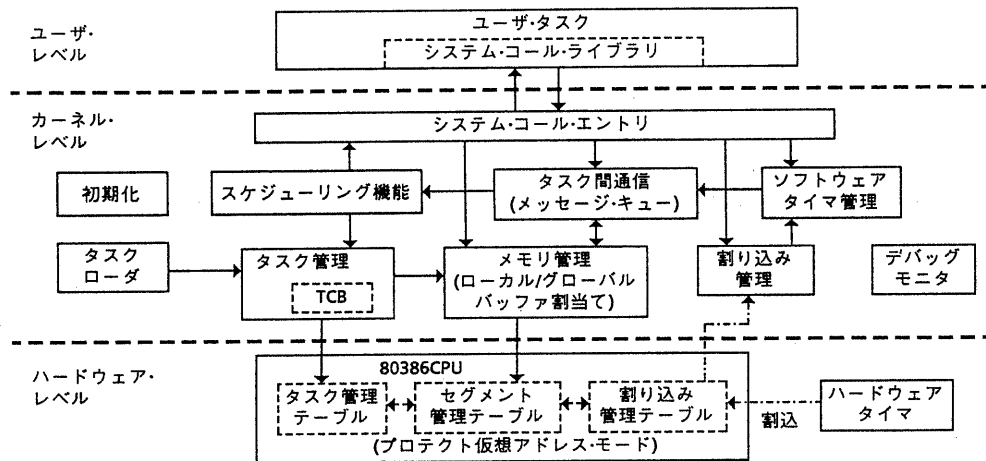 ユーザ・
レベル
ユーザ・タスク
システム・コール・ライブラリ
カーネル・
レベル
システム・コール・エントリ
初期化
スケジューリング機能
タスク間通信
(メッセージ・キュー)
ソフトウェア
タイマ管理
タスク
ローダ
タスク管理
TCB
メモリ管理
(ローカル/グローバル
バッファ割当て)
割り込み
管理
デバッグ
モニタ
ハードウェア・
レベル
80386CPU
タスク管理
テーブル
セグメント
管理テーブル
割り込み
管理テーブル
(プロテクト仮想アドレス・モード)
割込
ハードウェア
タイマ